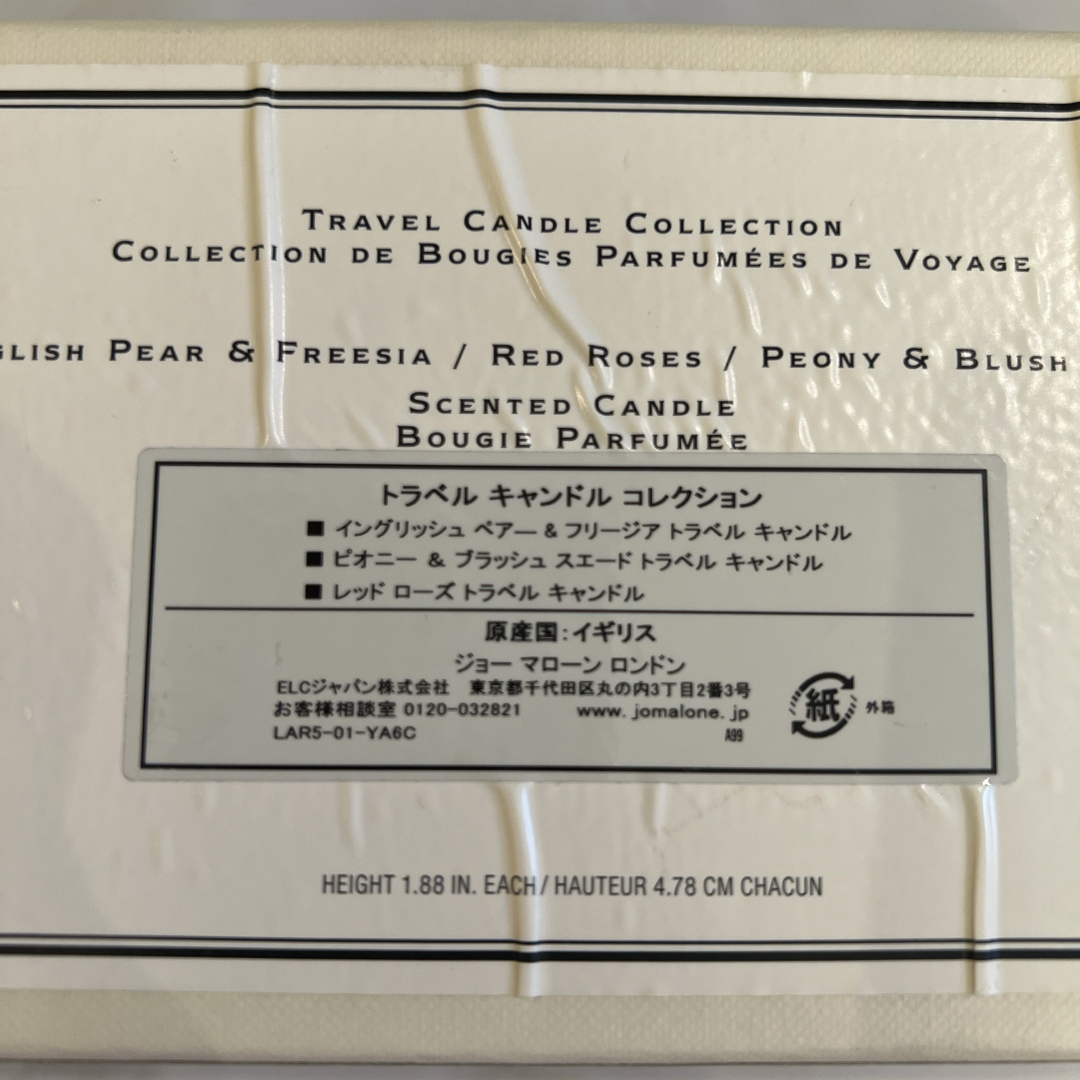 TRAVEL CANDLE COLLECTION
COLLECTION DE BOUGIES PARFUMÉES DE VOYAGE
GLISH PEAR & FREESIA / RED ROSES / PEONY & BLUSH
SCENTED CANDLE
BOUGIE PARFUMÉE
トラベル キャンドル コレクション
■ イングリッシュ ペアー & フリージア トラベル キャンドル
■ ピオニー & ブラッシュ スエード トラベル キャンドル
■ レッド ローズ トラベル キャンドル
原産国:イギリス
ジョー マローン ロンドン
ELCジャパン株式会社 東京都千代田区丸の内3丁目2番3号
お客様相談室 0120-032821 www. jomalone. jp
LAR5-01-YA6C A99
紙 外箱
HEIGHT 1.88 IN. EACH / HAUTEUR 4.78 CM CHACUN